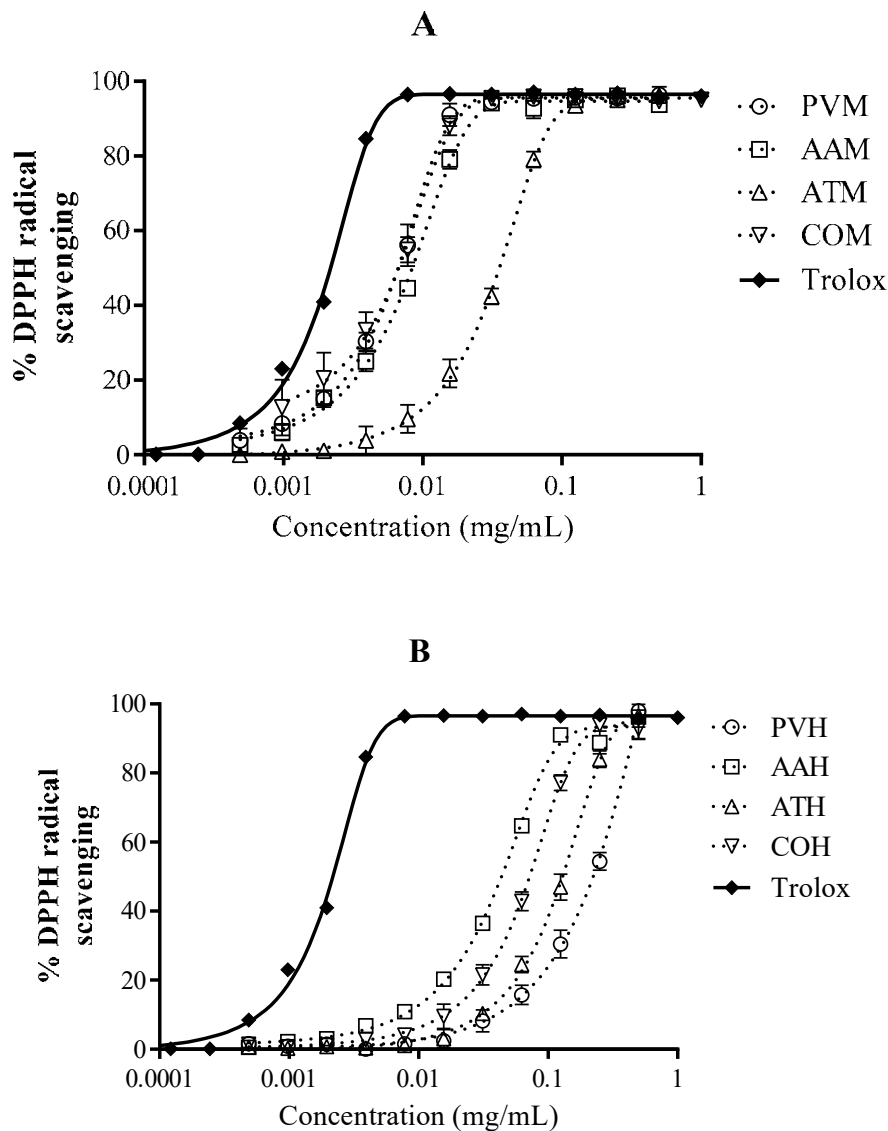 A
% DPPH radical
scavenging
100
80
60
40
20
0
0.0001
0.001
0.01
0.1
1
Concentration (mg/mL)
PVM
AAM
ATM
COM
Trolox
B
% DPPH radical
scavenging
100
80
60
40
20
0
0.0001
0.001
0.01
0.1
1
Concentration (mg/mL)
PVH
AAH
ATH
COH
Trolox